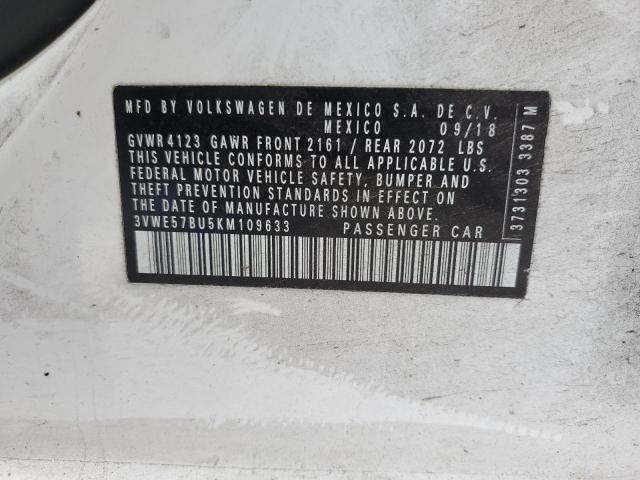 MFD BY VOLKSWAGEN DE MEXICO S.A. DE C.V.
MEXICO 09/18
GVWR 4123 GAWR FRONT 2161 / REAR 2072 LBS
THIS VEHICLE CONFORMS TO ALL APPLICABLE U.S.
FEDERAL MOTOR VEHICLE SAFETY, BUMPER AND
THEFT PREVENTION STANDARDS IN EFFECT ON
THE DATE OF MANUFACTURE SHOWN ABOVE.
3VWE57BU5KM109633 PASSENGER CAR
3731303 3387 M